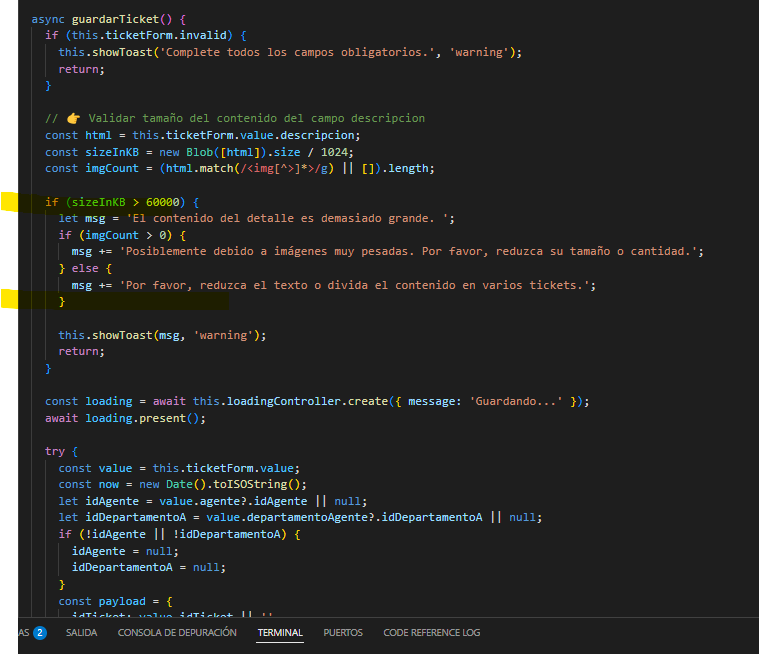 async guardarTicket() {
if (this.ticketForm.invalid) {
this.showToast('Complete todos los campos obligatorios.', 'warning');
return;
}
// 👉 Validar tamaño del contenido del campo descripcion
const html = this.ticketForm.value.descripcion;
const sizeInKB = new Blob([html]).size / 1024;
const imgCount = (html.match(/<img[^>]*>/g) || []).length;
if (sizeInKB > 60000) {
let msg = 'El contenido del detalle es demasiado grande. ';
if (imgCount > 0) {
msg += 'Posiblemente debido a imágenes muy pesadas. Por favor, reduzca su tamaño o cantidad.';
} else {
msg += 'Por favor, reduzca el texto o divida el contenido en varios tickets.';
}
this.showToast(msg, 'warning');
return;
}
const loading = await this.loadingController.create({ message: 'Guardando...' });
await loading.present();
try {
const value = this.ticketForm.value;
const now = new Date().toISOString();
let idAgente = value.agente?.idAgente || null;
let idDepartamentoA = value.departamentoAgente?.idDepartamentoA || null;
if (!idAgente || !idDepartamentoA) {
idAgente = null;
idDepartamentoA = null;
}
const payload = {
idTicket: value.idTicket || ''
AS 2 SALIDA CONSOLA DE DEPURACIÓN TERMINAL PUERTOS CODE REFERENCE LOG